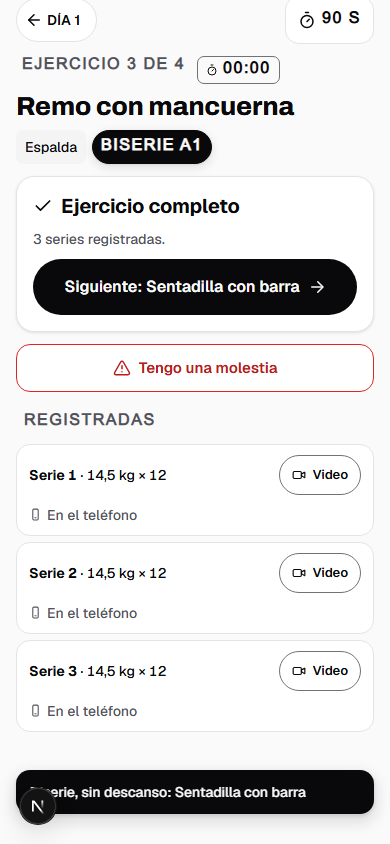 DÍA 1
90 S
EJERCICIO 3 DE 4
00:00
Remo con mancuerna
Espalda
BISERIE A1
Ejercicio completo
3 series registradas.
Siguiente: Sentadilla con barra
Tengo una molestia
REGISTRADAS
Serie 1 · 14,5 kg × 12
Video
En el teléfono
Serie 2 · 14,5 kg × 12
Video
En el teléfono
Serie 3 · 14,5 kg × 12
Video
En el teléfono
sin descanso: Sentadilla con barra
N